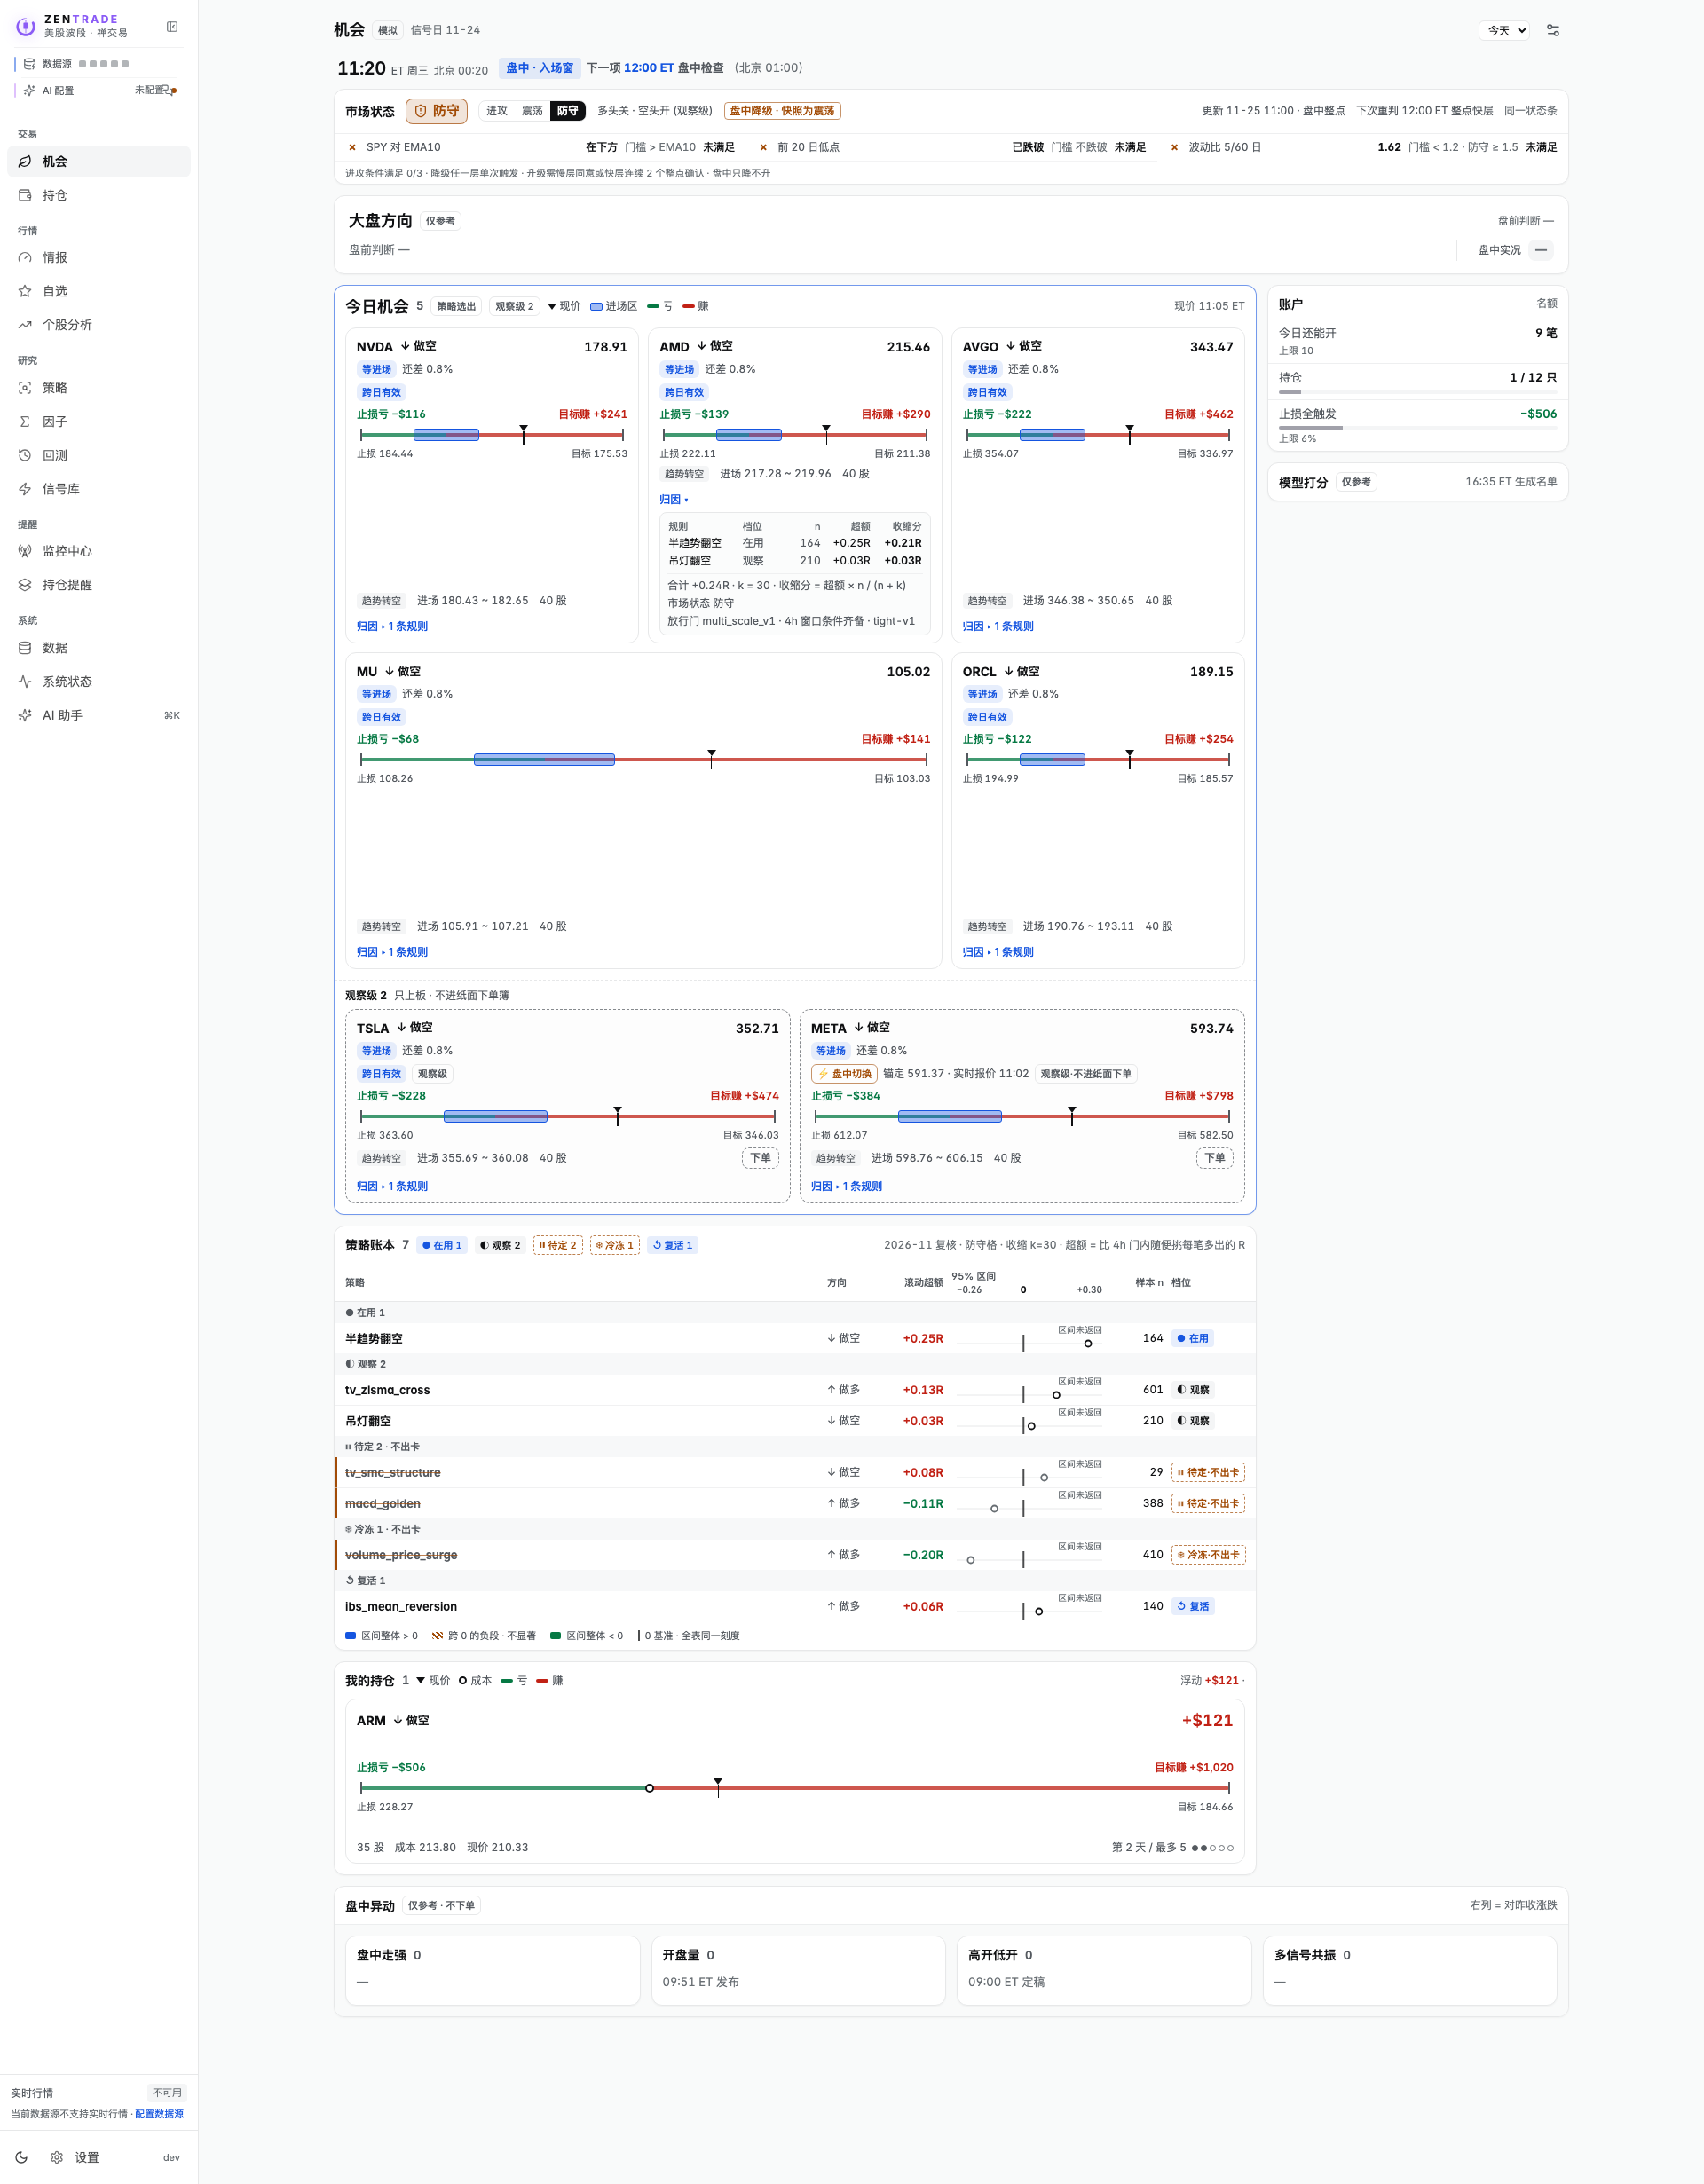 ZENTRADE
美股波段 · 禅交易
数据源
AI 配置 未配置
交易
机会
持仓
行情
情报
自选
个股分析
研究
策略
因子
回测
信号库
提醒
监控中心
持仓提醒
系统
数据
系统状态
AI 助手 ⌘K
实时行情 不可用
当前数据源不支持实时行情 · 配置数据源
设置 dev
机会 模拟 信号日 11-24 今天
11:20 ET 周三 北京 00:20 盘中 · 入场窗 下一项 12:00 ET 盘中检查 (北京 01:00)
市场状态 防守 进攻 震荡 防守 多头关 · 空头开 (观察级) 盘中降级 · 快照为震荡 更新 11-25 11:00 · 盘中整点 下次重判 12:00 ET 整点快层 同一状态条
× SPY 对 EMA10 在下方 门槛 > EMA10 未满足 × 前 20 日低点 已跌破 门槛 不跌破 未满足 × 波动比 5/60 日 1.62 门槛 < 1.2 · 防守 ≥ 1.5 未满足
进攻条件满足 0/3 · 降级任一层单次触发 · 升级需慢层同意或快层连续 2 个整点确认 · 盘中只降不升
大盘方向 仅参考 盘前判断 —
盘前判断 — 盘中实况 —
今日机会 5 策略选出 观察级 2 ▼ 现价 进场区 亏 赚 现价 11:05 ET
NVDA ↓ 做空 178.91
等进场 还差 0.8%
跨日有效
止损亏 −$116 目标赚 +$241
止损 184.44 目标 175.53
趋势转空 进场 180.43 ~ 182.65 40 股
归因 ▸ 1 条规则
AMD ↓ 做空 215.46
等进场 还差 0.8%
跨日有效
止损亏 −$139 目标赚 +$290
止损 222.11 目标 211.38
趋势转空 进场 217.28 ~ 219.96 40 股
归因 ▾
规则 档位 n 超额 收缩分
半趋势翻空 在用 164 +0.25R +0.21R
吊灯翻空 观察 210 +0.03R +0.03R
合计 +0.24R · k = 30 · 收缩分 = 超额 × n / (n + k)
市场状态 防守
放行门 multi_scale_v1 · 4h 窗口条件齐备 · tight-v1
AVGO ↓ 做空 343.47
等进场 还差 0.8%
跨日有效
止损亏 −$222 目标赚 +$462
止损 354.07 目标 336.97
趋势转空 进场 346.38 ~ 350.65 40 股
归因 ▸ 1 条规则
MU ↓ 做空 105.02
等进场 还差 0.8%
跨日有效
止损亏 −$68 目标赚 +$141
止损 108.26 目标 103.03
趋势转空 进场 105.91 ~ 107.21 40 股
归因 ▸ 1 条规则
ORCL ↓ 做空 189.15
等进场 还差 0.8%
跨日有效
止损亏 −$122 目标赚 +$254
止损 194.99 目标 185.57
趋势转空 进场 190.76 ~ 193.11 40 股
归因 ▸ 1 条规则
观察级 2 只上板 · 不进纸面下单簿
TSLA ↓ 做空 352.71
等进场 还差 0.8%
跨日有效 观察级
止损亏 −$228 目标赚 +$474
止损 363.60 目标 346.03
趋势转空 进场 355.69 ~ 360.08 40 股 下单
归因 ▸ 1 条规则
META ↓ 做空 593.74
等进场 还差 0.8%
⚡ 盘中切换 锚定 591.37 · 实时报价 11:02 观察级·不进纸面下单
止损亏 −$384 目标赚 +$798
止损 612.07 目标 582.50
趋势转空 进场 598.76 ~ 606.15 40 股 下单
归因 ▸ 1 条规则
账户 名额
今日还能开 9 笔
上限 10
持仓 1 / 12 只
止损全触发 −$506
上限 6%
模型打分 仅参考 16:35 ET 生成名单
策略账本 7 在用 1 观察 2 待定 2 冷冻 1 复活 1 2026-11 复核 · 防守格 · 收缩 k=30 · 超额 = 比 4h 门内随便挑每笔多出的 R
策略 方向 滚动超额 95% 区间 −0.26 0 +0.30 样本 n 档位
在用 1
半趋势翻空 ↓ 做空 +0.25R 区间未返回 164 在用
观察 2
tv_zlsma_cross ↑ 做多 +0.13R 区间未返回 601 观察
吊灯翻空 ↓ 做空 +0.03R 区间未返回 210 观察
待定 2 · 不出卡
tv_smc_structure ↓ 做空 +0.08R 区间未返回 29 待定·不出卡
macd_golden ↑ 做多 −0.11R 区间未返回 388 待定·不出卡
冷冻 1 · 不出卡
volume_price_surge ↑ 做多 −0.20R 区间未返回 410 冷冻·不出卡
复活 1
ibs_mean_reversion ↑ 做多 +0.06R 区间未返回 140 复活
区间整体 > 0 跨 0 的负段 · 不显著 区间整体 < 0 0 基准 · 全表同一刻度
我的持仓 1 ▼ 现价 成本 亏 赚 浮动 +$121 ·
ARM ↓ 做空 +$121
止损亏 −$506 目标赚 +$1,020
止损 228.27 目标 184.66
35 股 成本 213.80 现价 210.33 第 2 天 / 最多 5 ●●○○○
盘中异动 仅参考 · 不下单 右列 = 对昨收涨跌
盘中走强 0
—
开盘量 0
09:51 ET 发布
高开低开 0
09:00 ET 定稿
多信号共振 0
—